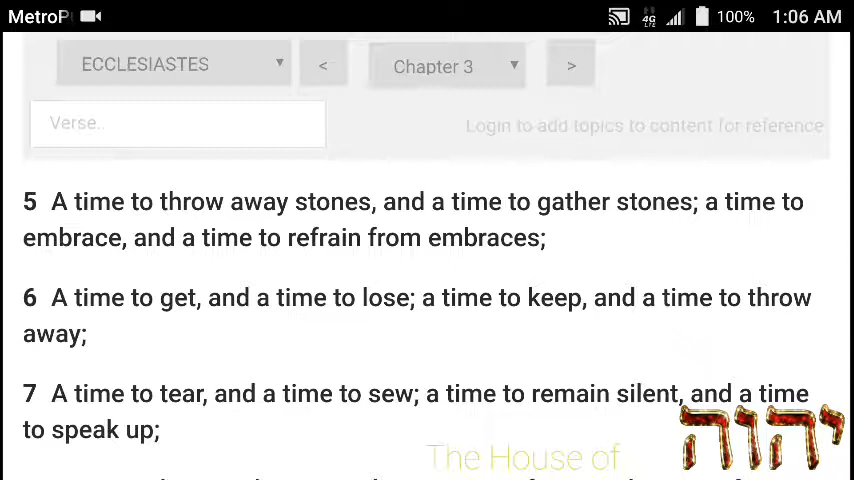 MetroP
4G
LTE
100%
1:06 AM
ECCLESIASTES
<
Chapter 3
>
Verse..
Login to add topics to content for reference
5 A time to throw away stones, and a time to gather stones; a time to
embrace, and a time to refrain from embraces;
6 A time to get, and a time to lose; a time to keep, and a time to throw
away;
7 A time to tear, and a time to sew; a time to remain silent, and a time
to speak up;
The House of
יהוה